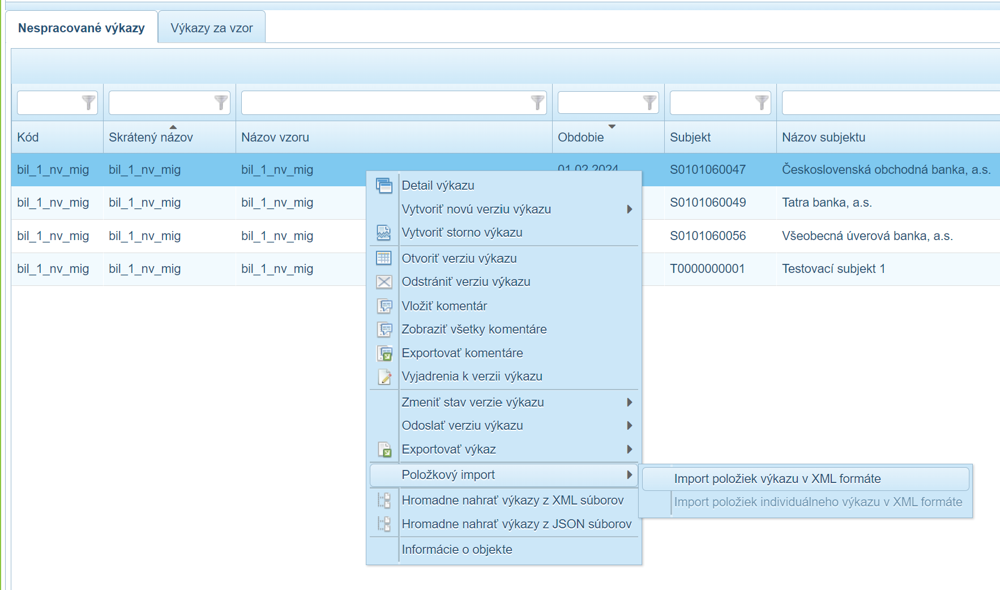 Nespracované výkazy Výkazy za vzor
Kód Skrátený názov Názov vzoru Obdobie Subjekt Názov subjektu
bil_1_nv_mig bil_1_nv_mig bil_1_nv_mig 01.02.2024 S0101060047 Československá obchodná banka, a.s.
bil_1_nv_mig bil_1_nv_mig bil_1_nv_mig S0101060049 Tatra banka, a.s.
bil_1_nv_mig bil_1_nv_mig bil_1_nv_mig S0101060056 Všeobecná úverová banka, a.s.
bil_1_nv_mig bil_1_nv_mig bil_1_nv_mig T0000000001 Testovací subjekt 1
Detail výkazu
Vytvoriť novú verziu výkazu
Vytvoriť storno výkazu
Otvoriť verziu výkazu
Odstrániť verziu výkazu
Vložiť komentár
Zobraziť všetky komentáre
Exportovať komentáre
Vyjadrenia k verzii výkazu
Zmeniť stav verzie výkazu
Odoslať verziu výkazu
Exportovať výkaz
Položkový import
Import položiek výkazu v XML formáte
Import položiek individuálneho výkazu v XML formáte
Hromadne nahrať výkazy z XML súborov
Hromadne nahrať výkazy z JSON súborov
Informácie o objekte